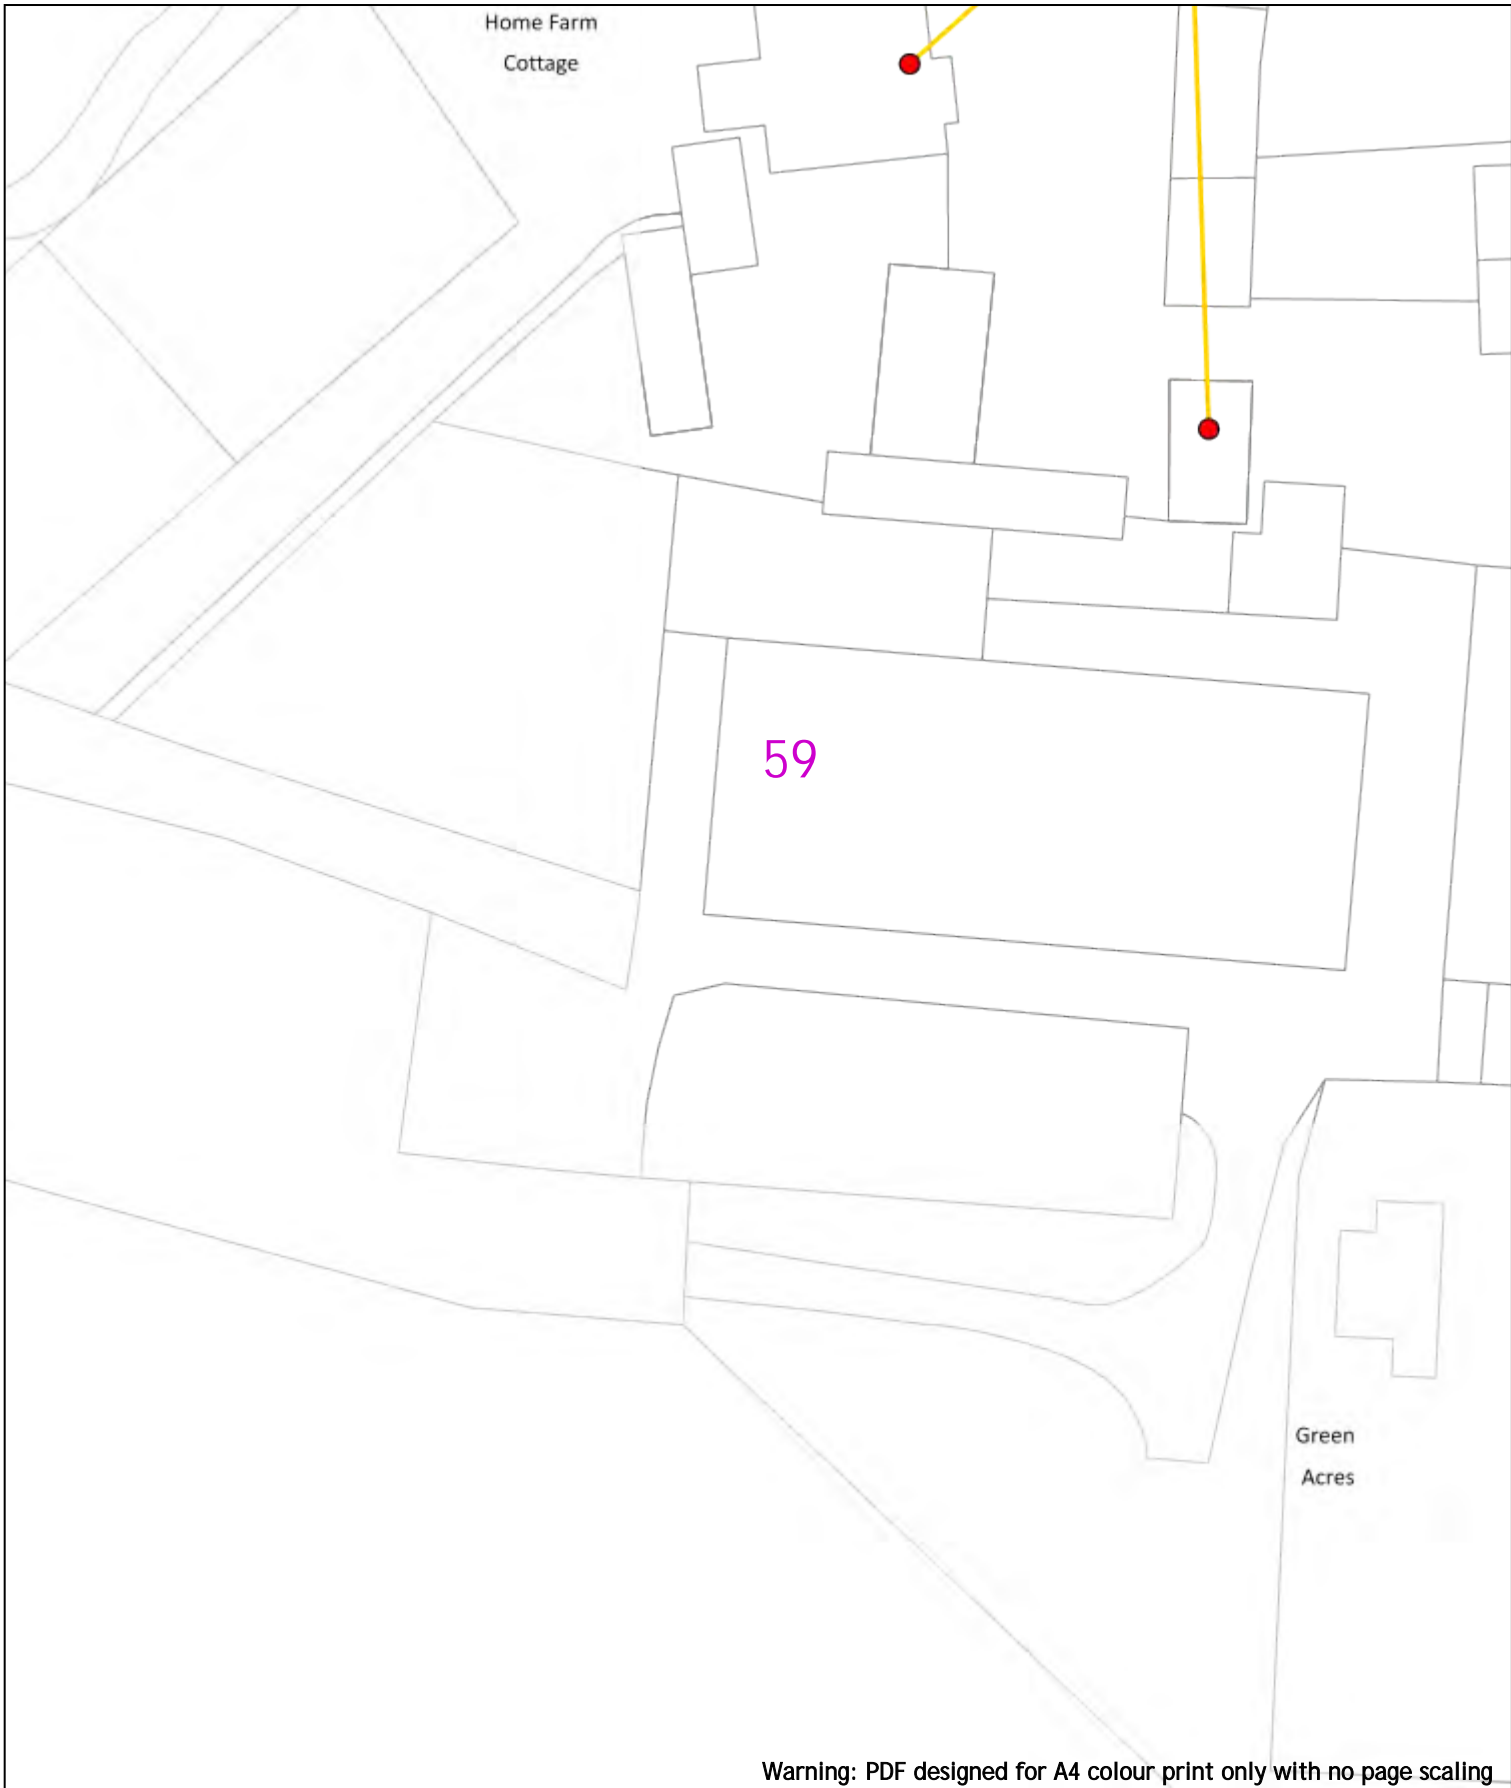 Home Farm
Cottage
59
Green
Acres
Warning: PDF designed for A4 colour print only with no page scaling